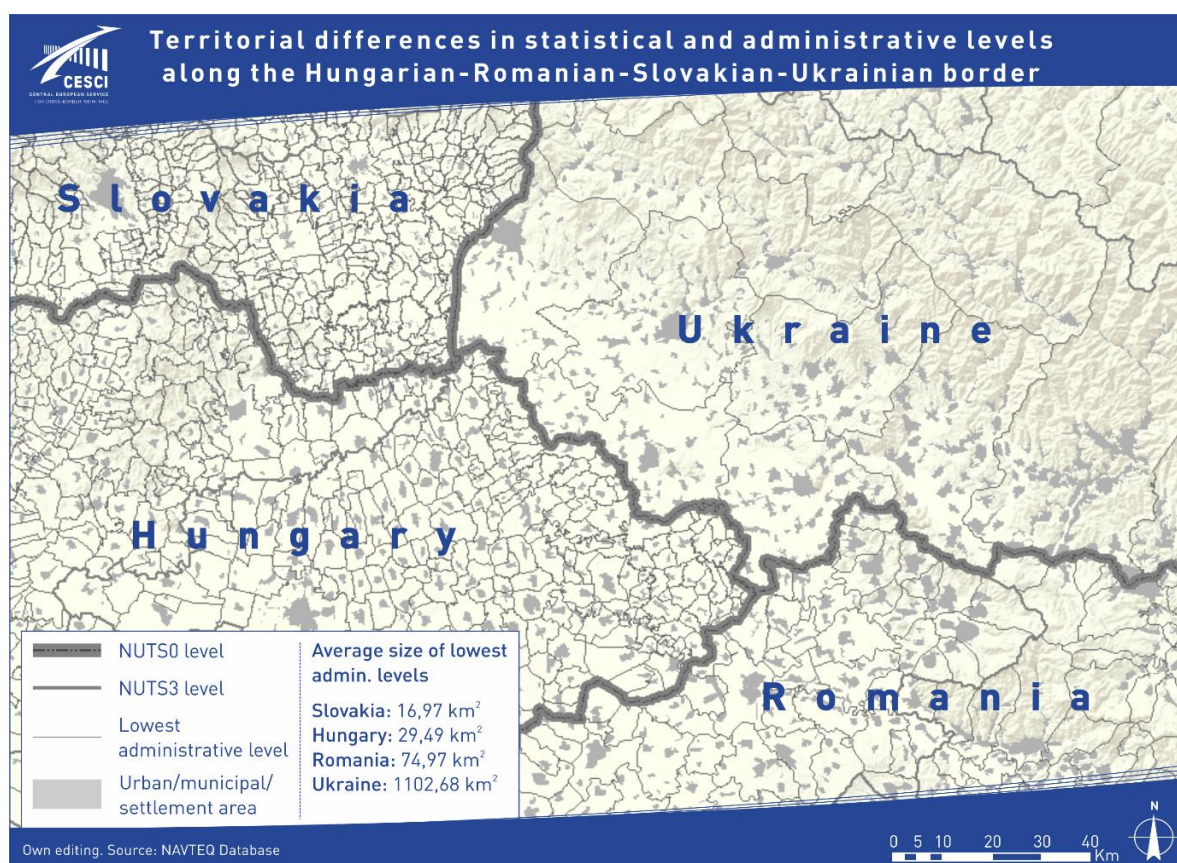 Territorial differences in statistical and administrative levels
along the Hungarian-Romanian-Slovakian-Ukrainian border
CESCI
CENTRAL EUROPEAN SERVICE
Slovakia
Ukraine
Hungary
Romania
NUTS0 level
NUTS3 level
Lowest
administrative level
Urban/municipal/
settlement area
Average size of lowest
admin. levels
Slovakia: 16,97 km²
Hungary: 29,49 km²
Romania: 74,97 km²
Ukraine: 1102,68 km²
Own editing. Source: NAVTEQ Database
0 5 10 20 30 40
Km
N